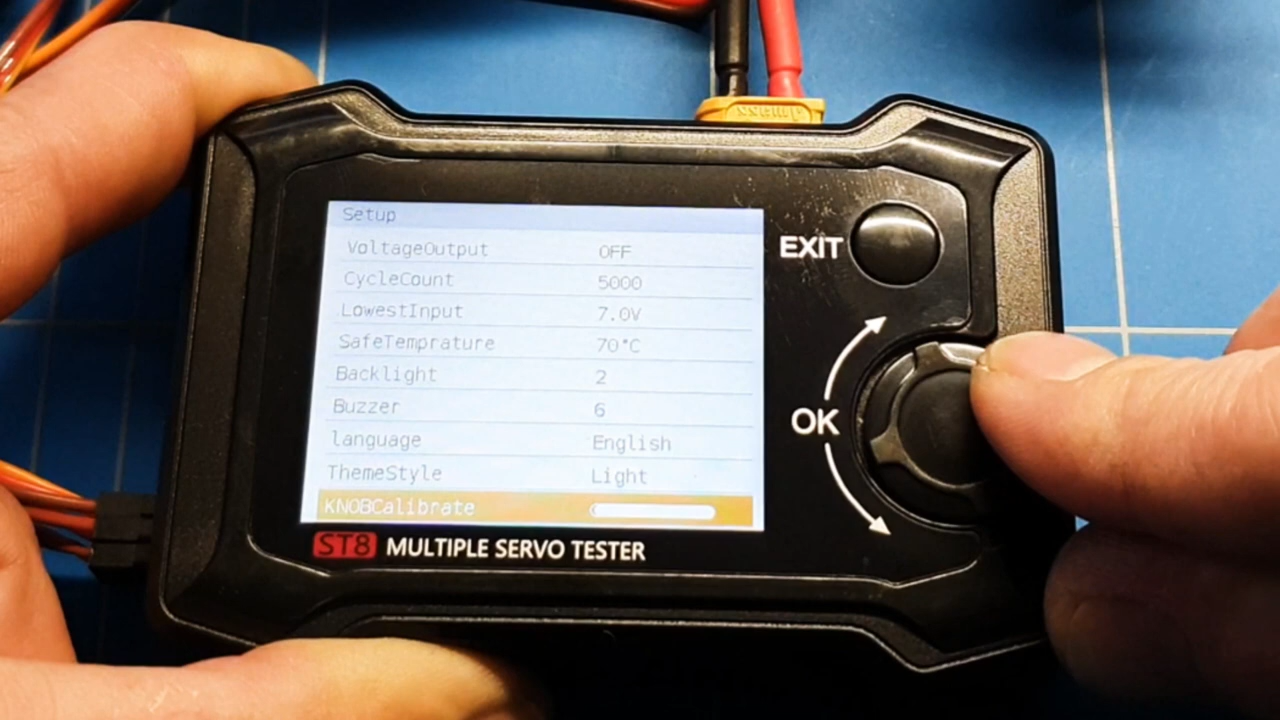 Setup
VoltageOutput OFF
CycleCount 5000
LowestInput 7.0V
SafeTemprature 70°C
Backlight 2
Buzzer 6
language English
ThemeStyle Light
KNOBCalibrate
EXIT
OK
ST8 MULTIPLE SERVO TESTER